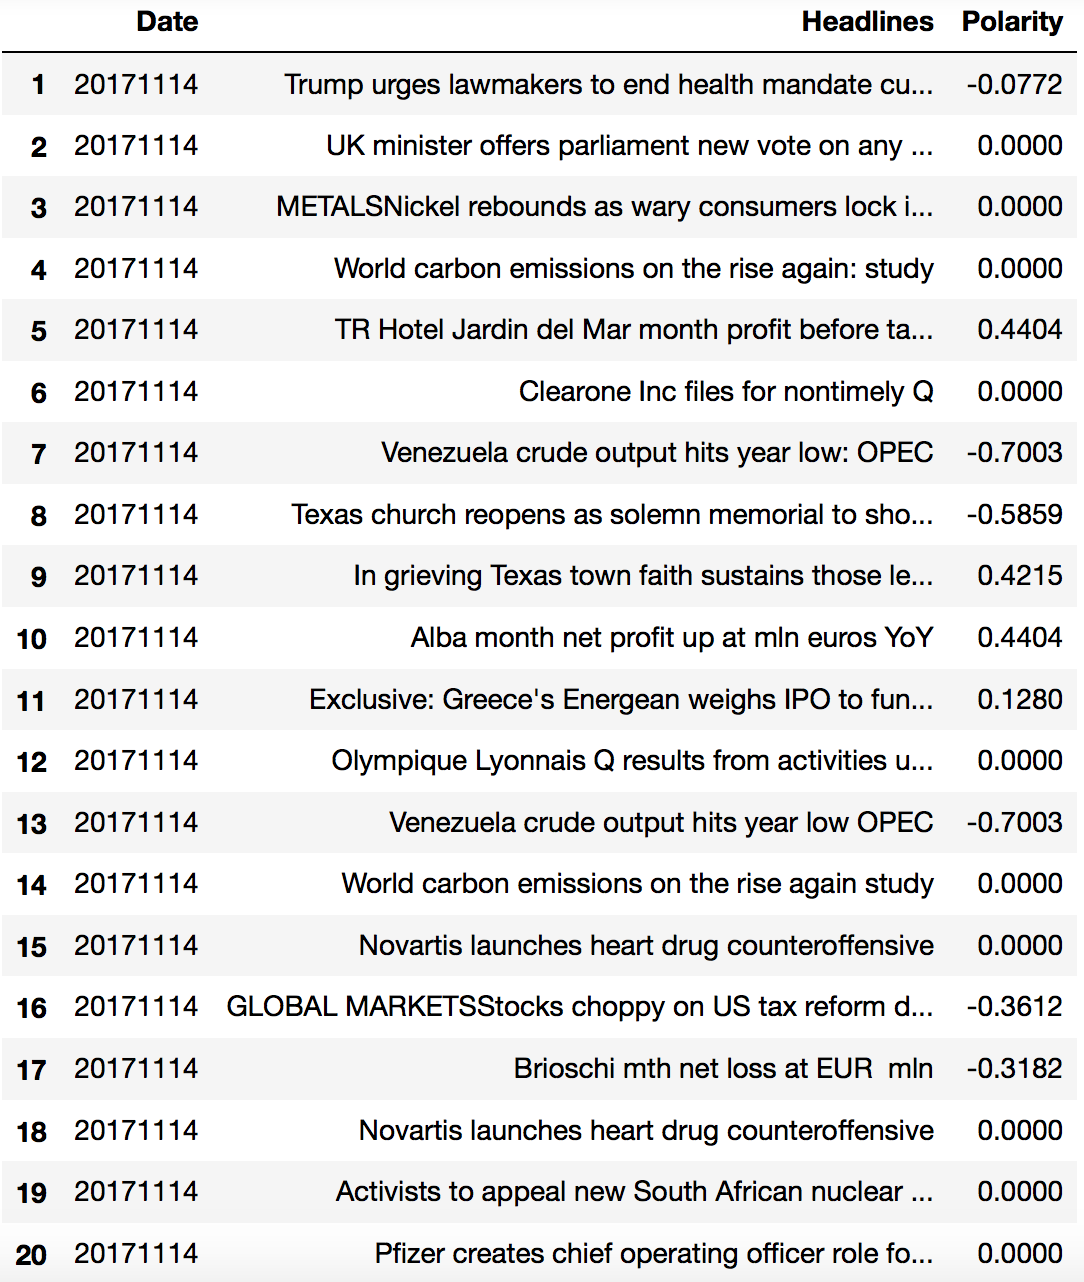 Date Headlines Polarity
1 20171114 Trump urges lawmakers to end health mandate cu... -0.0772
2 20171114 UK minister offers parliament new vote on any ... 0.0000
3 20171114 METALSNickel rebounds as wary consumers lock i... 0.0000
4 20171114 World carbon emissions on the rise again: study 0.0000
5 20171114 TR Hotel Jardin del Mar month profit before ta... 0.4404
6 20171114 Clearone Inc files for nontimely Q 0.0000
7 20171114 Venezuela crude output hits year low: OPEC -0.7003
8 20171114 Texas church reopens as solemn memorial to sho... -0.5859
9 20171114 In grieving Texas town faith sustains those le... 0.4215
10 20171114 Alba month net profit up at mln euros YoY 0.4404
11 20171114 Exclusive: Greece's Energean weighs IPO to fun... 0.1280
12 20171114 Olympique Lyonnais Q results from activities u... 0.0000
13 20171114 Venezuela crude output hits year low OPEC -0.7003
14 20171114 World carbon emissions on the rise again study 0.0000
15 20171114 Novartis launches heart drug counteroffensive 0.0000
16 20171114 GLOBAL MARKETSStocks choppy on US tax reform d... -0.3612
17 20171114 Brioschi mth net loss at EUR  mln -0.3182
18 20171114 Novartis launches heart drug counteroffensive 0.0000
19 20171114 Activists to appeal new South African nuclear ... 0.0000
20 20171114 Pfizer creates chief operating officer role fo... 0.0000